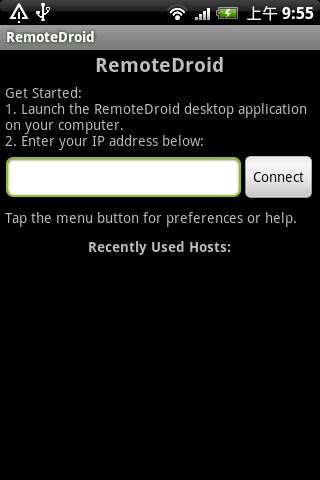 上午 9:55
RemoteDroid
RemoteDroid
Get Started:
1. Launch the RemoteDroid desktop application
on your computer.
2. Enter your IP address below:
Connect
Tap the menu button for preferences or help.
Recently Used Hosts: